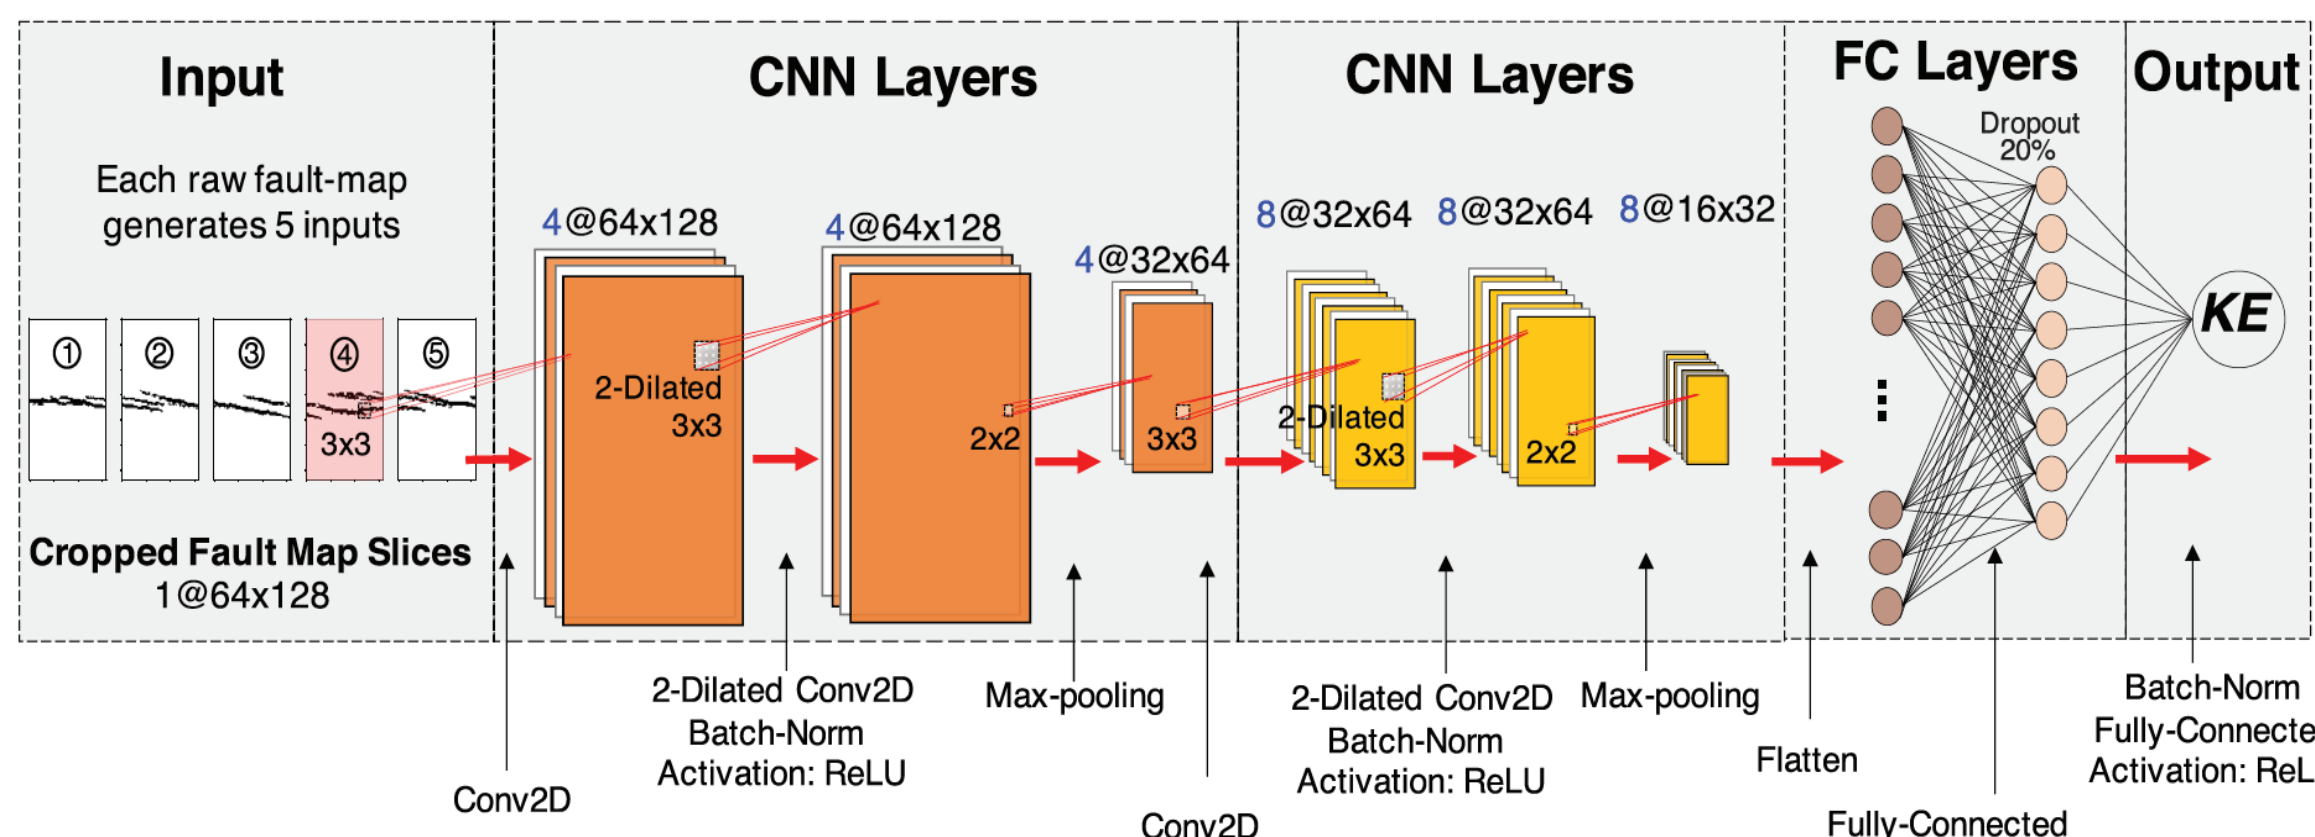 Input
Each raw fault-map
generates 5 inputs
① ② ③ ④ ⑤
3x3
Cropped Fault Map Slices
1@64x128
CNN Layers
4@64x128
2-Dilated
3x3
4@64x128
2x2
4@32x64
3x3
CNN Layers
8@32x64
2-Dilated
3x3
8@32x64
2x2
8@16x32
FC Layers
Dropout
20%
Output
KE
Conv2D
2-Dilated Conv2D
Batch-Norm
Activation: ReLU
Max-pooling
Conv2D
2-Dilated Conv2D
Batch-Norm
Activation: ReLU
Max-pooling
Flatten
Fully-Connected
Batch-Norm
Fully-Connecte
Activation: ReL